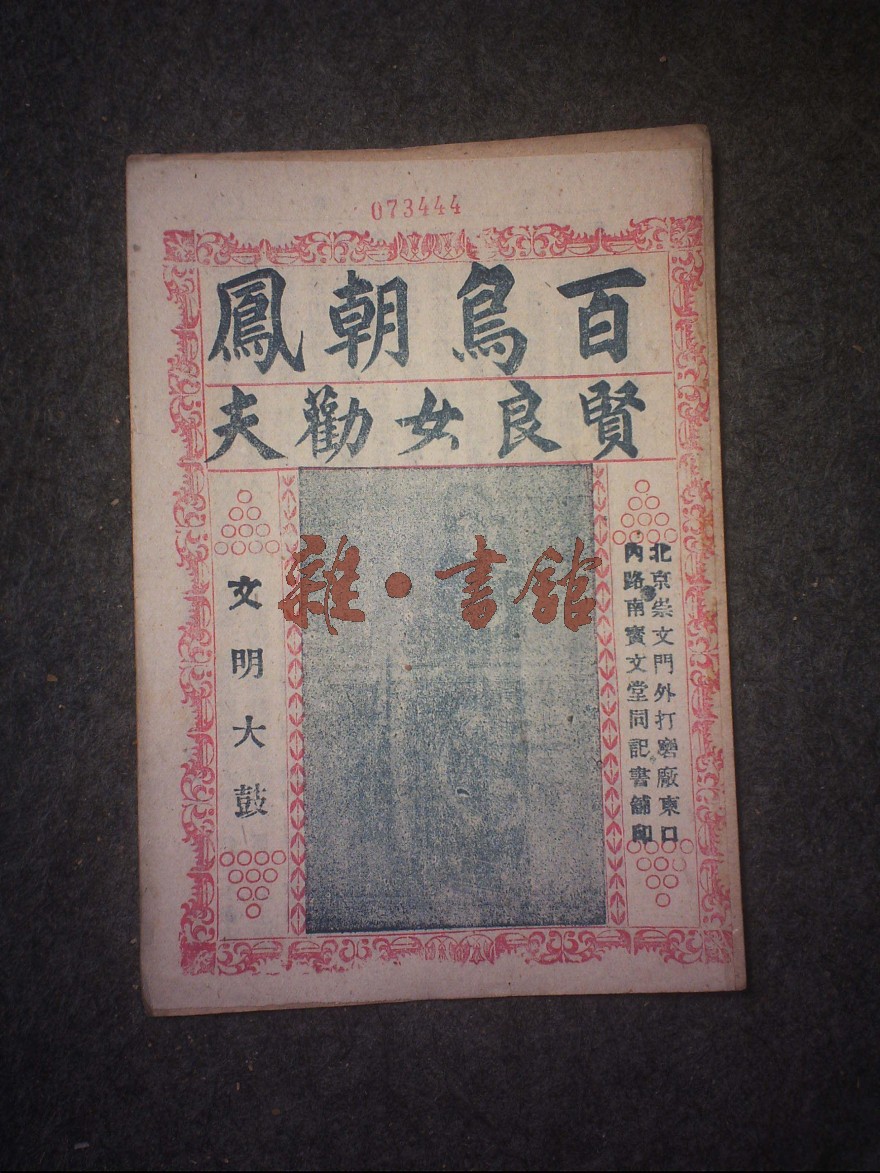 073444
百鳥朝鳳
賢良女勸夫
北京崇文門外打磨廠東口
內路南寶文堂同記書舖印
文明大鼓
雜·書館